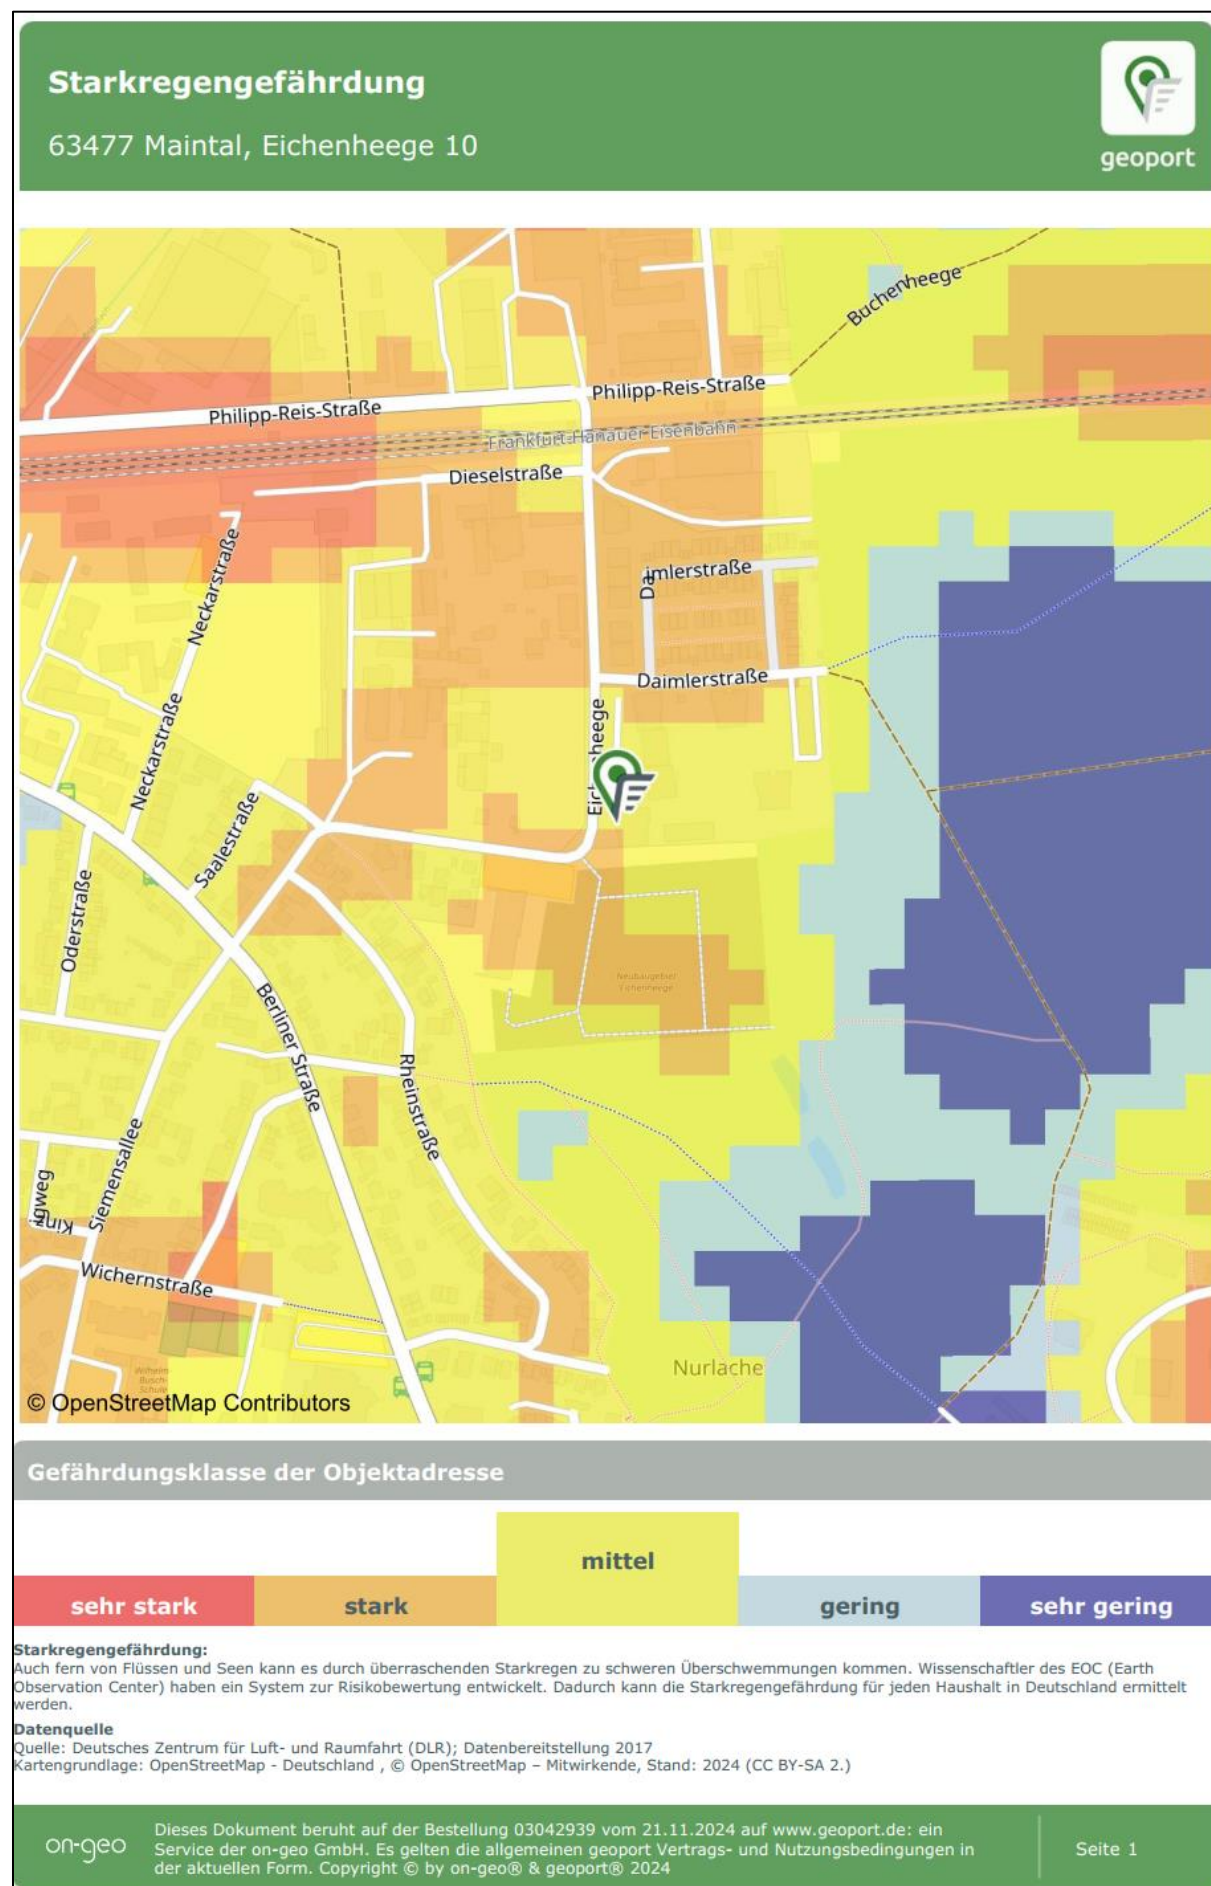 Starkregengefährdung
63477 Maintal, Eichenheege 10
geoport
Buchenheege
Philipp-Reis-Straße
Philipp-Reis-Straße
Frankfurt-Hanauer Eisenbahn
Dieselstraße
Neckarstraße
Daimlerstraße
Daimlerstraße
Neckarstraße
Saalestraße
Oderstraße
Neubaugebiet
Eichenheege
Berliner Straße
Rheinstraße
Siemensallee
Wichernstraße
Nurlache
Wilhelm
Busch-
Schule
© OpenStreetMap Contributors
Gefährdungsklasse der Objektadresse
mittel
sehr stark stark gering sehr gering
Starkregengefährdung:
Auch fern von Flüssen und Seen kann es durch überraschenden Starkregen zu schweren Überschwemmungen kommen. Wissenschaftler des EOC (Earth
Observation Center) haben ein System zur Risikobewertung entwickelt. Dadurch kann die Starkregengefährdung für jeden Haushalt in Deutschland ermittelt
werden.
Datenquelle
Quelle: Deutsches Zentrum für Luft- und Raumfahrt (DLR); Datenbereitstellung 2017
Kartengrundlage: OpenStreetMap - Deutschland , © OpenStreetMap – Mitwirkende, Stand: 2024 (CC BY-SA 2.)
on-geo
Dieses Dokument beruht auf der Bestellung 03042939 vom 21.11.2024 auf www.geoport.de: ein
Service der on-geo GmbH. Es gelten die allgemeinen geoport Vertrags- und Nutzungsbedingungen in
der aktuellen Form. Copyright © by on-geo® & geoport® 2024
Seite 1